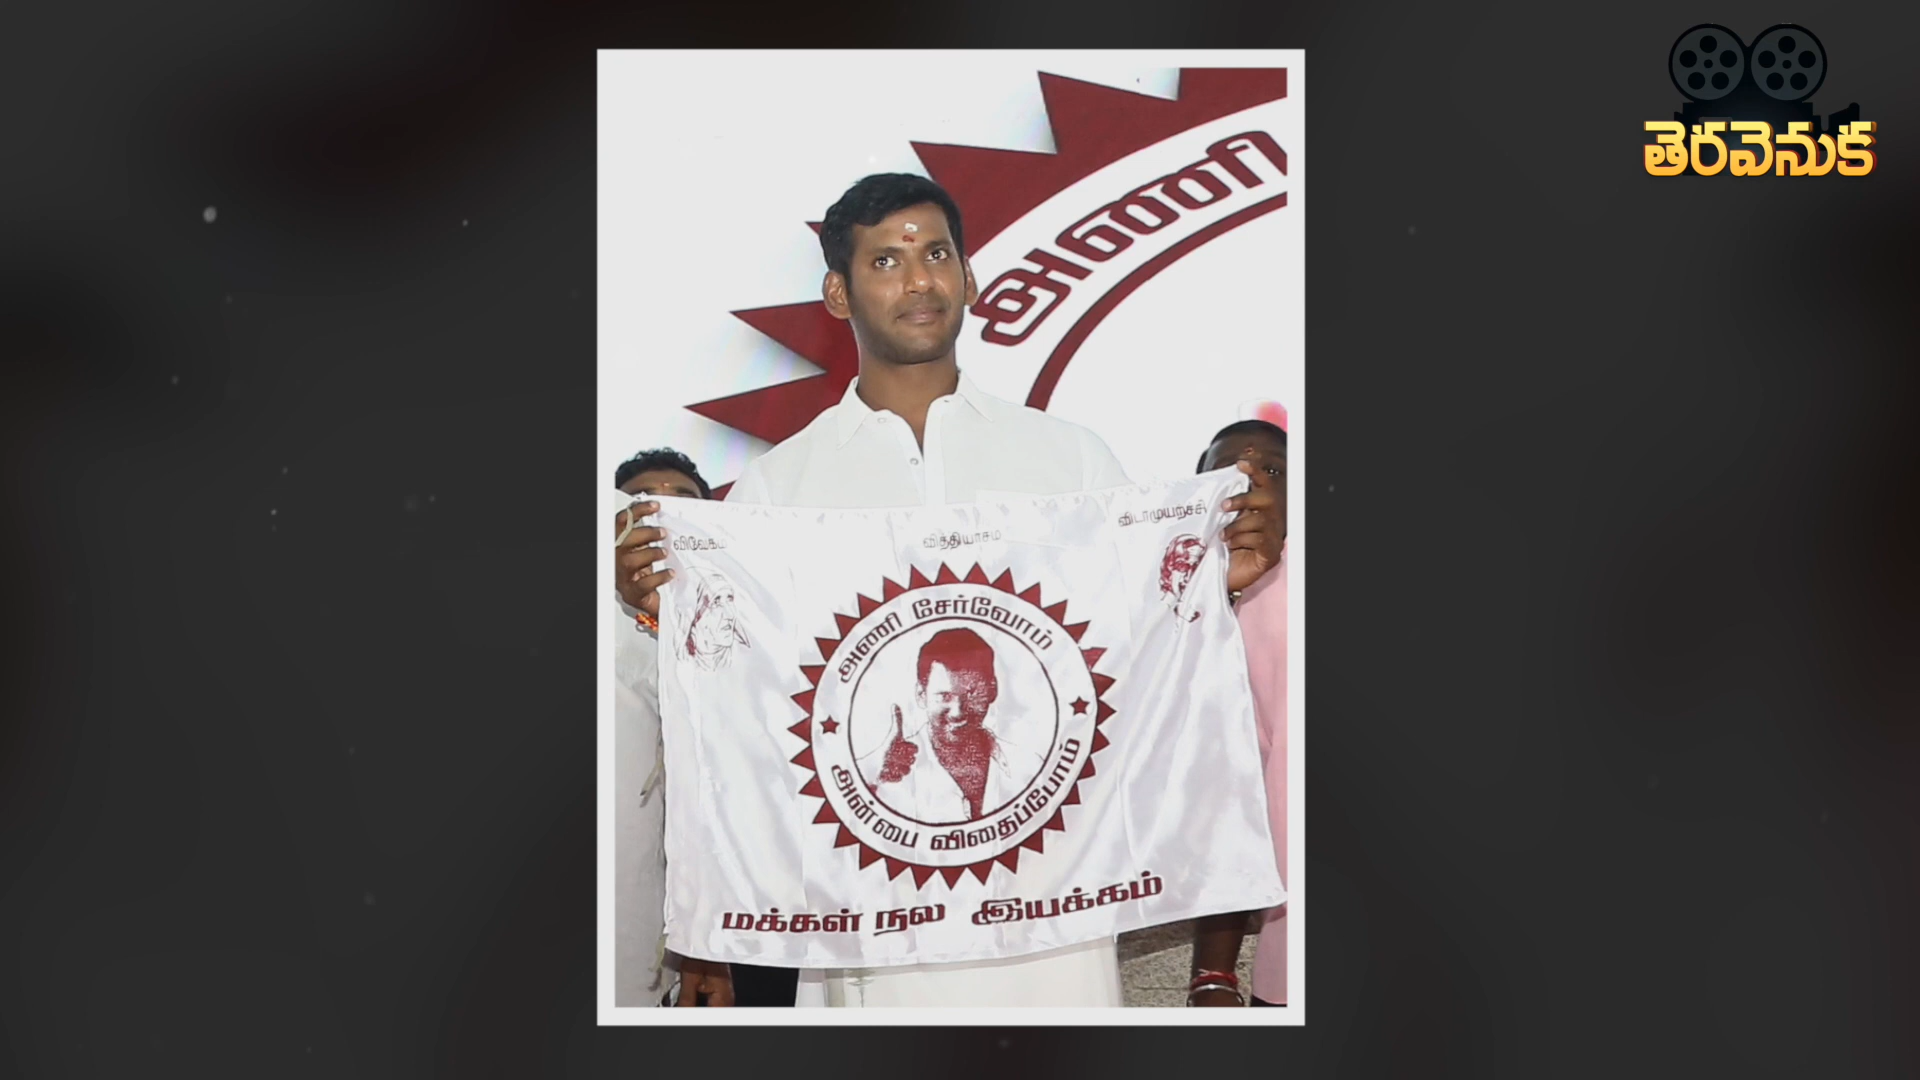 తెరవెనుక
அணி
விவேகம்
வித்தியாசம்
விடாமுயற்சி
அணி சேர்வோம்
அன்பை விதைப்போம்
மக்கள் நல இயக்கம்